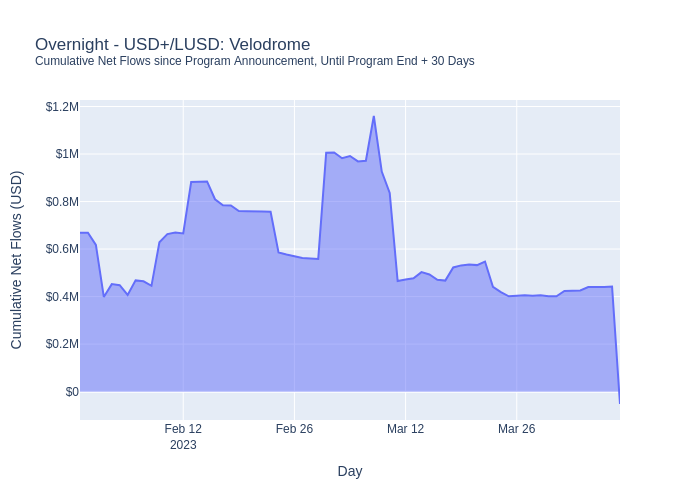 Overnight - USD+/LUSD: Velodrome
Cumulative Net Flows since Program Announcement, Until Program End + 30 Days
$1.2M
$1M
$0.8M
$0.6M
$0.4M
$0.2M
$0
Cumulative Net Flows (USD)
Feb 12
2023
Feb 26
Mar 12
Mar 26
Day